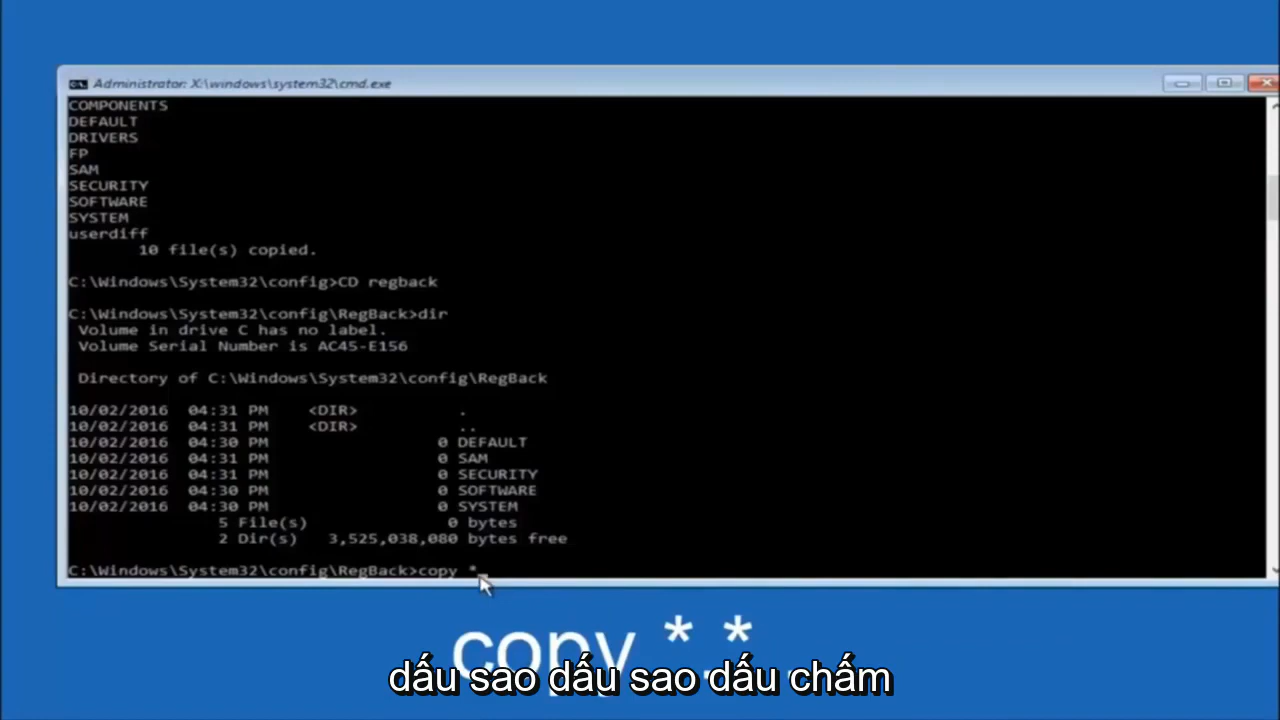 Administrator: X:\windows\system32\cmd.exe
COMPONENTS
DEFAULT
DRIVERS
FP
SAM
SECURITY
SOFTWARE
SYSTEM
userdiff
10 file(s) copied.
C:\Windows\System32\config>CD regback
C:\Windows\System32\config\RegBack>dir
Volume in drive C has no label.
Volume Serial Number is AC45-E156
Directory of C:\Windows\System32\config\RegBack
10/02/2016 04:31 PM <DIR> .
10/02/2016 04:31 PM <DIR> ..
10/02/2016 04:30 PM 0 DEFAULT
10/02/2016 04:31 PM 0 SAM
10/02/2016 04:31 PM 0 SECURITY
10/02/2016 04:30 PM 0 SOFTWARE
10/02/2016 04:30 PM 0 SYSTEM
5 File(s) 0 bytes
2 Dir(s) 3,525,038,080 bytes free
C:\Windows\System32\config\RegBack>copy *_
copy *.*
dấu sao dấu sao dấu chấm